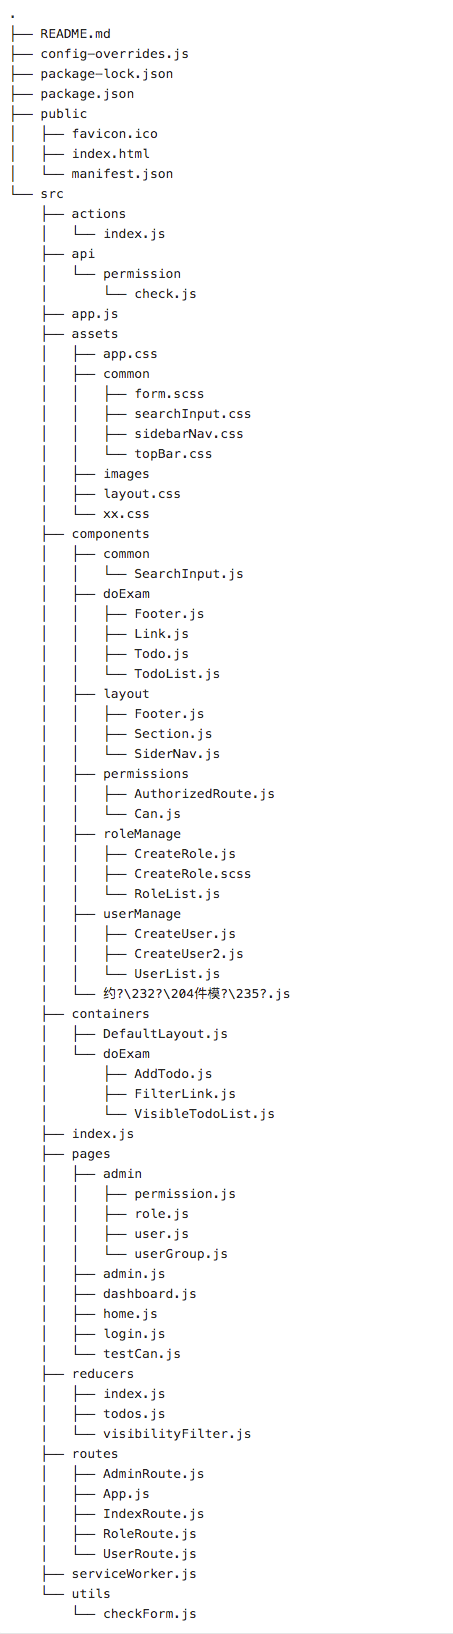 .
├── README.md
├── config-overrides.js
├── package-lock.json
├── package.json
├── public
│   ├── favicon.ico
│   ├── index.html
│   └── manifest.json
└── src
    ├── actions
    │   └── index.js
    ├── api
    │   └── permission
    │       └── check.js
    ├── app.js
    ├── assets
    │   ├── app.css
    │   ├── common
    │   │   ├── form.scss
    │   │   ├── searchInput.css
    │   │   ├── sidebarNav.css
    │   │   └── topBar.css
    │   ├── images
    │   ├── layout.css
    │   └── xx.css
    ├── components
    │   ├── common
    │   │   └── SearchInput.js
    │   ├── doExam
    │   │   ├── Footer.js
    │   │   ├── Link.js
    │   │   ├── Todo.js
    │   │   └── TodoList.js
    │   ├── layout
    │   │   ├── Footer.js
    │   │   ├── Section.js
    │   │   └── SiderNav.js
    │   ├── permissions
    │   │   ├── AuthorizedRoute.js
    │   │   └── Can.js
    │   ├── roleManage
    │   │   ├── CreateRole.js
    │   │   ├── CreateRole.scss
    │   │   └── RoleList.js
    │   ├── userManage
    │   │   ├── CreateUser.js
    │   │   ├── CreateUser2.js
    │   │   └── UserList.js
    │   └── 约?\232?\204件模?\235?.js
    ├── containers
    │   ├── DefaultLayout.js
    │   └── doExam
    │       ├── AddTodo.js
    │       ├── FilterLink.js
    │       └── VisibleTodoList.js
    ├── index.js
    ├── pages
    │   ├── admin
    │   │   ├── permission.js
    │   │   ├── role.js
    │   │   ├── user.js
    │   │   └── userGroup.js
    │   ├── admin.js
    │   ├── dashboard.js
    │   ├── home.js
    │   ├── login.js
    │   └── testCan.js
    ├── reducers
    │   ├── index.js
    │   ├── todos.js
    │   └── visibilityFilter.js
    ├── routes
    │   ├── AdminRoute.js
    │   ├── App.js
    │   ├── IndexRoute.js
    │   ├── RoleRoute.js
    │   └── UserRoute.js
    ├── serviceWorker.js
    └── utils
        └── checkForm.js